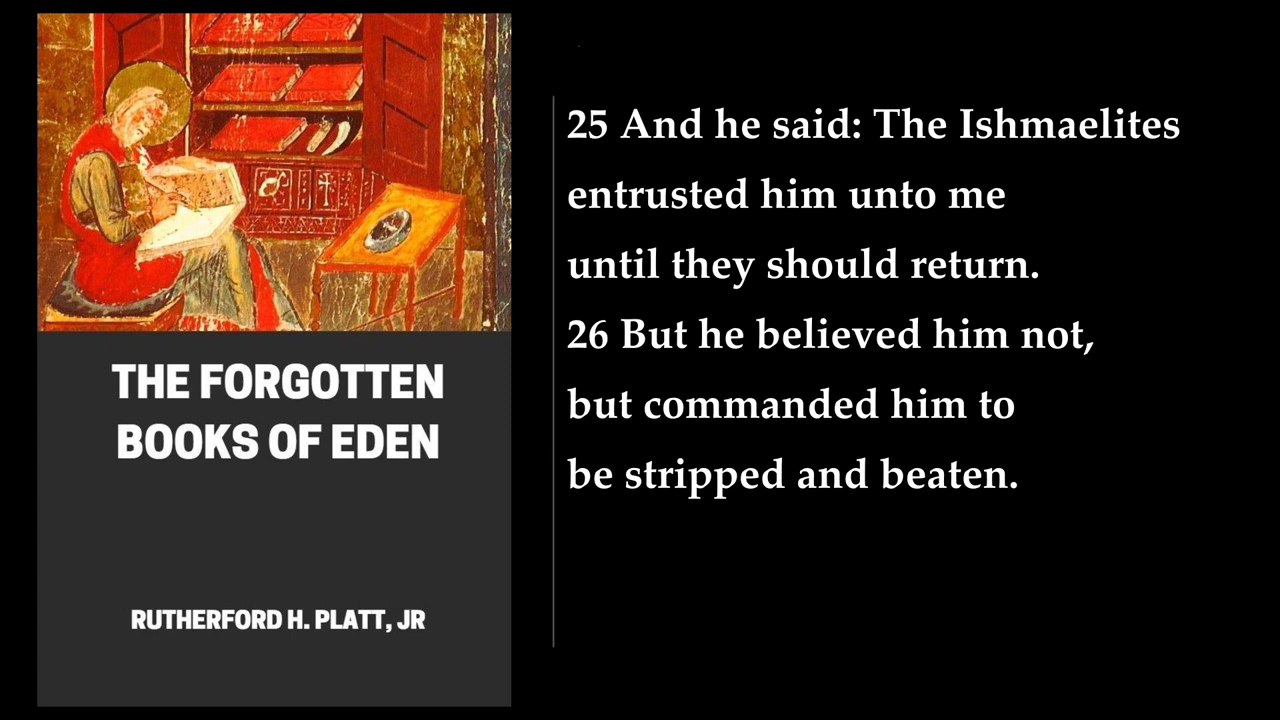 THE FORGOTTEN
BOOKS OF EDEN
RUTHERFORD H. PLATT, JR
25 And he said: The Ishmaelites
entrusted him unto me
until they should return.
26 But he believed him not,
but commanded him to
be stripped and beaten.